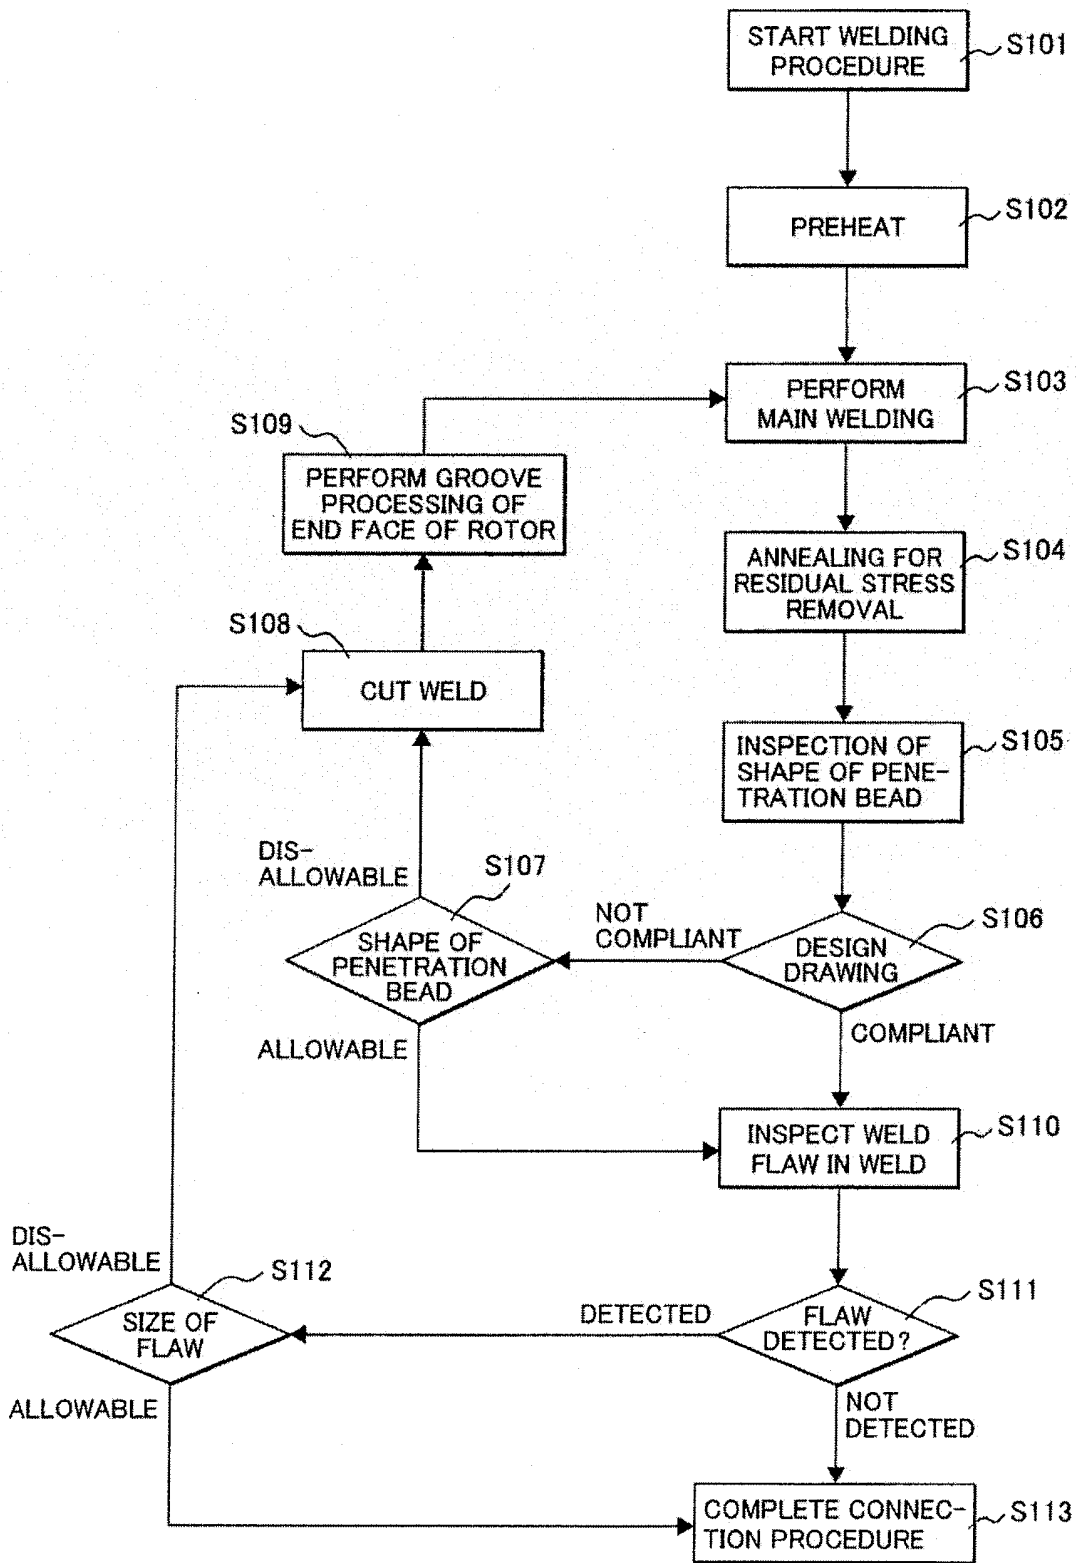 START WELDING
PROCEDURE
S101
PREHEAT
S102
PERFORM
MAIN WELDING
S103
S109
PERFORM GROOVE
PROCESSING OF
END FACE OF ROTOR
ANNEALING FOR
RESIDUAL STRESS
REMOVAL
S104
S108
CUT WELD
INSPECTION OF
SHAPE OF PENE-
TRATION BEAD
S105
DIS-
ALLOWABLE
S107
SHAPE OF
PENETRATION
BEAD
NOT
COMPLIANT
S106
DESIGN
DRAWING
ALLOWABLE
COMPLIANT
INSPECT WELD
FLAW IN WELD
S110
DIS-
ALLOWABLE
S112
SIZE OF
FLAW
DETECTED
S111
FLAW
DETECTED?
ALLOWABLE
NOT
DETECTED
COMPLETE CONNEC-
TION PROCEDURE
S113